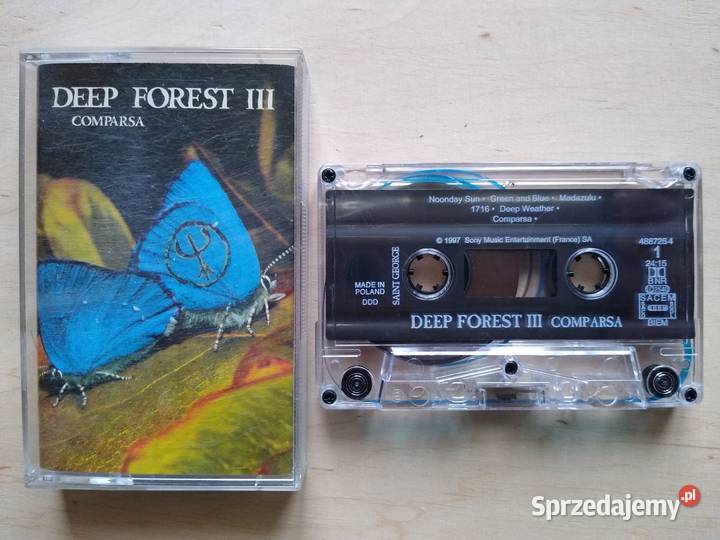 DEEP FOREST III
COMPARSA
Noonday Sun • Green and Blue • Madazulu •
1716 • Deep Weather •
Comparsa •
© 1997 Sony Music Entertainment (France) SA
488725 4
1
24:15
BNR
MADE IN
POLAND
DDD
SAINT GEORGE
SACEM
BIEM
DEEP FOREST III COMPARSA
Sprzedajemy.pl